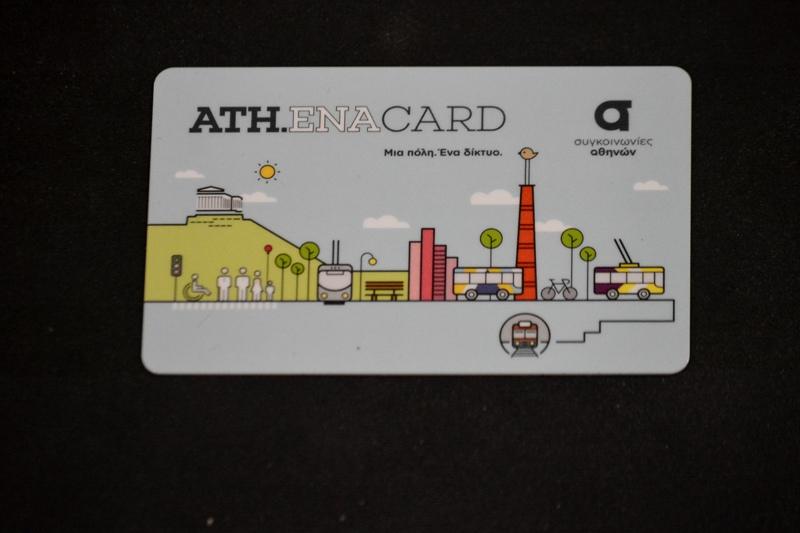 ATH.ENACARD
Μια πόλη. Ένα δίκτυο.
συγκοινωνίες
αθηνών